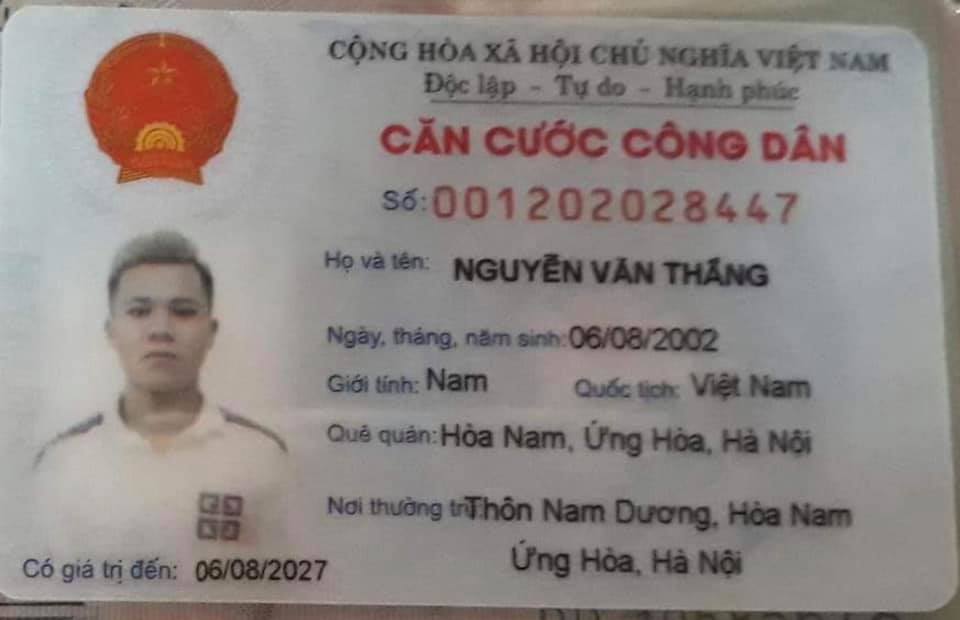 CỘNG HÒA XÃ HỘI CHỦ NGHĨA VIỆT NAM
Độc lập - Tự do - Hạnh phúc
CĂN CƯỚC CÔNG DÂN
Số: 001202028447
Họ và tên: NGUYỄN VĂN THẮNG
Ngày, tháng, năm sinh: 06/08/2002
Giới tính: Nam Quốc tịch: Việt Nam
Quê quán: Hòa Nam, Ứng Hòa, Hà Nội
Nơi thường trú Thôn Nam Dương, Hòa Nam
Ứng Hòa, Hà Nội
Có giá trị đến: 06/08/2027